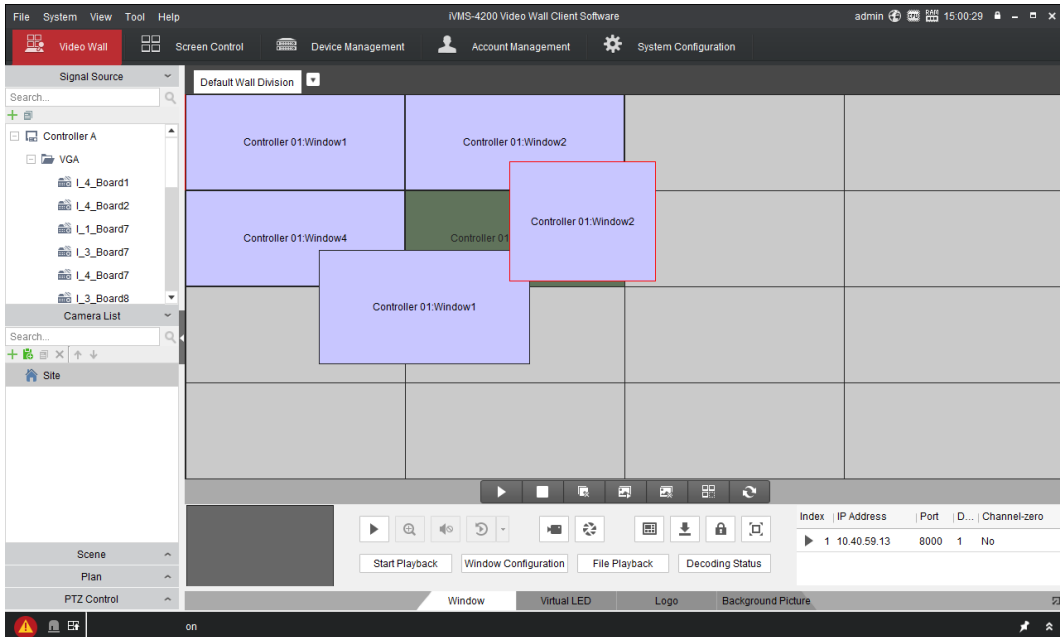 File System View Tool Help iVMS-4200 Video Wall Client Software admin 15:00:29
Video Wall Screen Control Device Management Account Management System Configuration
Signal Source
Search...
Controller A
VGA
I_4_Board1
I_4_Board2
I_1_Board7
I_3_Board7
I_4_Board7
I_3_Board8
Camera List
Search...
Site
Scene
Plan
PTZ Control
Default Wall Division
Controller 01:Window1
Controller 01:Window2
Controller 01:Window4
Controller 01
Controller 01:Window2
Controller 01:Window1
Start Playback Window Configuration File Playback Decoding Status
Index IP Address Port D... Channel-zero
1 10.40.59.13 8000 1 No
Window Virtual LED Logo Background Picture
on